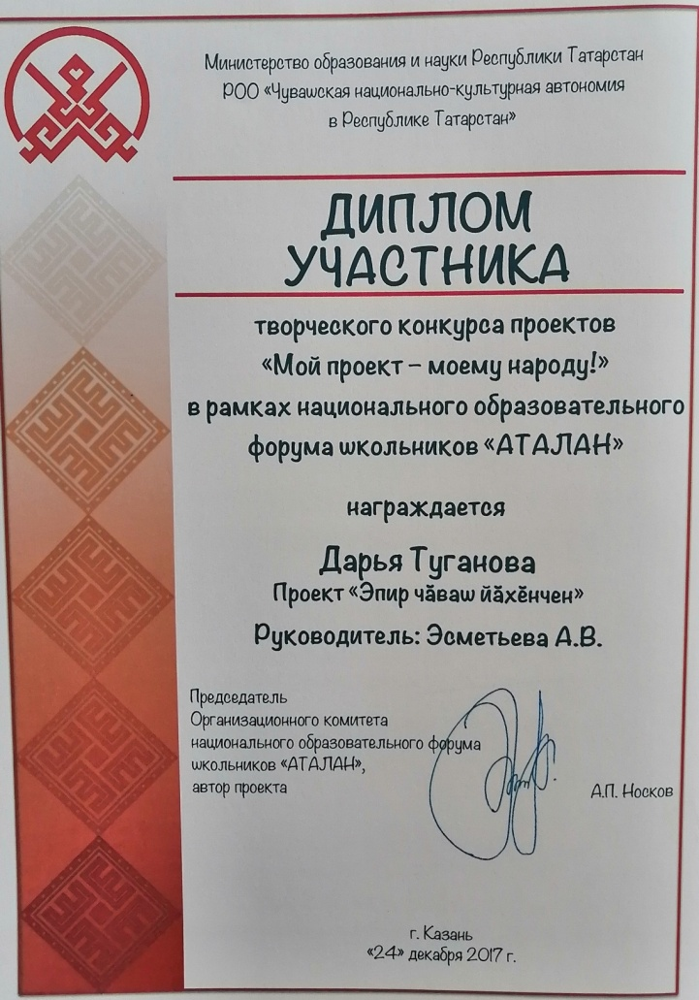 Министерство образования и науки Республики Татарстан
РОО «Чувашская национально-культурная автономия
в Республике Татарстан»
ДИПЛОМ
УЧАСТНИКА
творческого конкурса проектов
«Мой проект – моему народу!»
в рамках национального образовательного
форума школьников «АТАЛАН»
награждается
Дарья Туганова
Проект «Эпир чӑваш йӑхӗнчен»
Руководитель: Эсметьева А.В.
Председатель
Организационного комитета
национального образовательного форума
школьников «АТАЛАН»,
автор проекта
А.П. Носков
г. Казань
«24» декабря 2017 г.